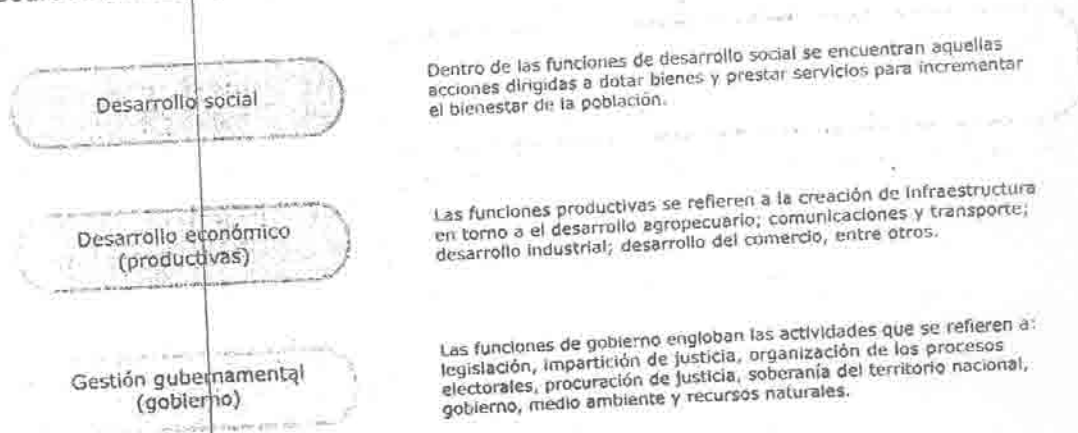 Desarrollo social
Dentro de las funciones de desarrollo social se encuentran aquellas
acciones dirigidas a dotar bienes y prestar servicios para incrementar
el bienestar de la población.
Desarrollo económico
(productivas)
Las funciones productivas se refieren a la creación de infraestructura
en torno a el desarrollo agropecuario; comunicaciones y transporte;
desarrollo industrial; desarrollo del comercio, entre otros.
Gestión gubernamental
(gobierno)
Las funciones de gobierno engloban las actividades que se refieren a:
legislación, impartición de justicia, organización de los procesos
electorales, procuración de justicia, soberanía del territorio nacional,
gobierno, medio ambiente y recursos naturales.